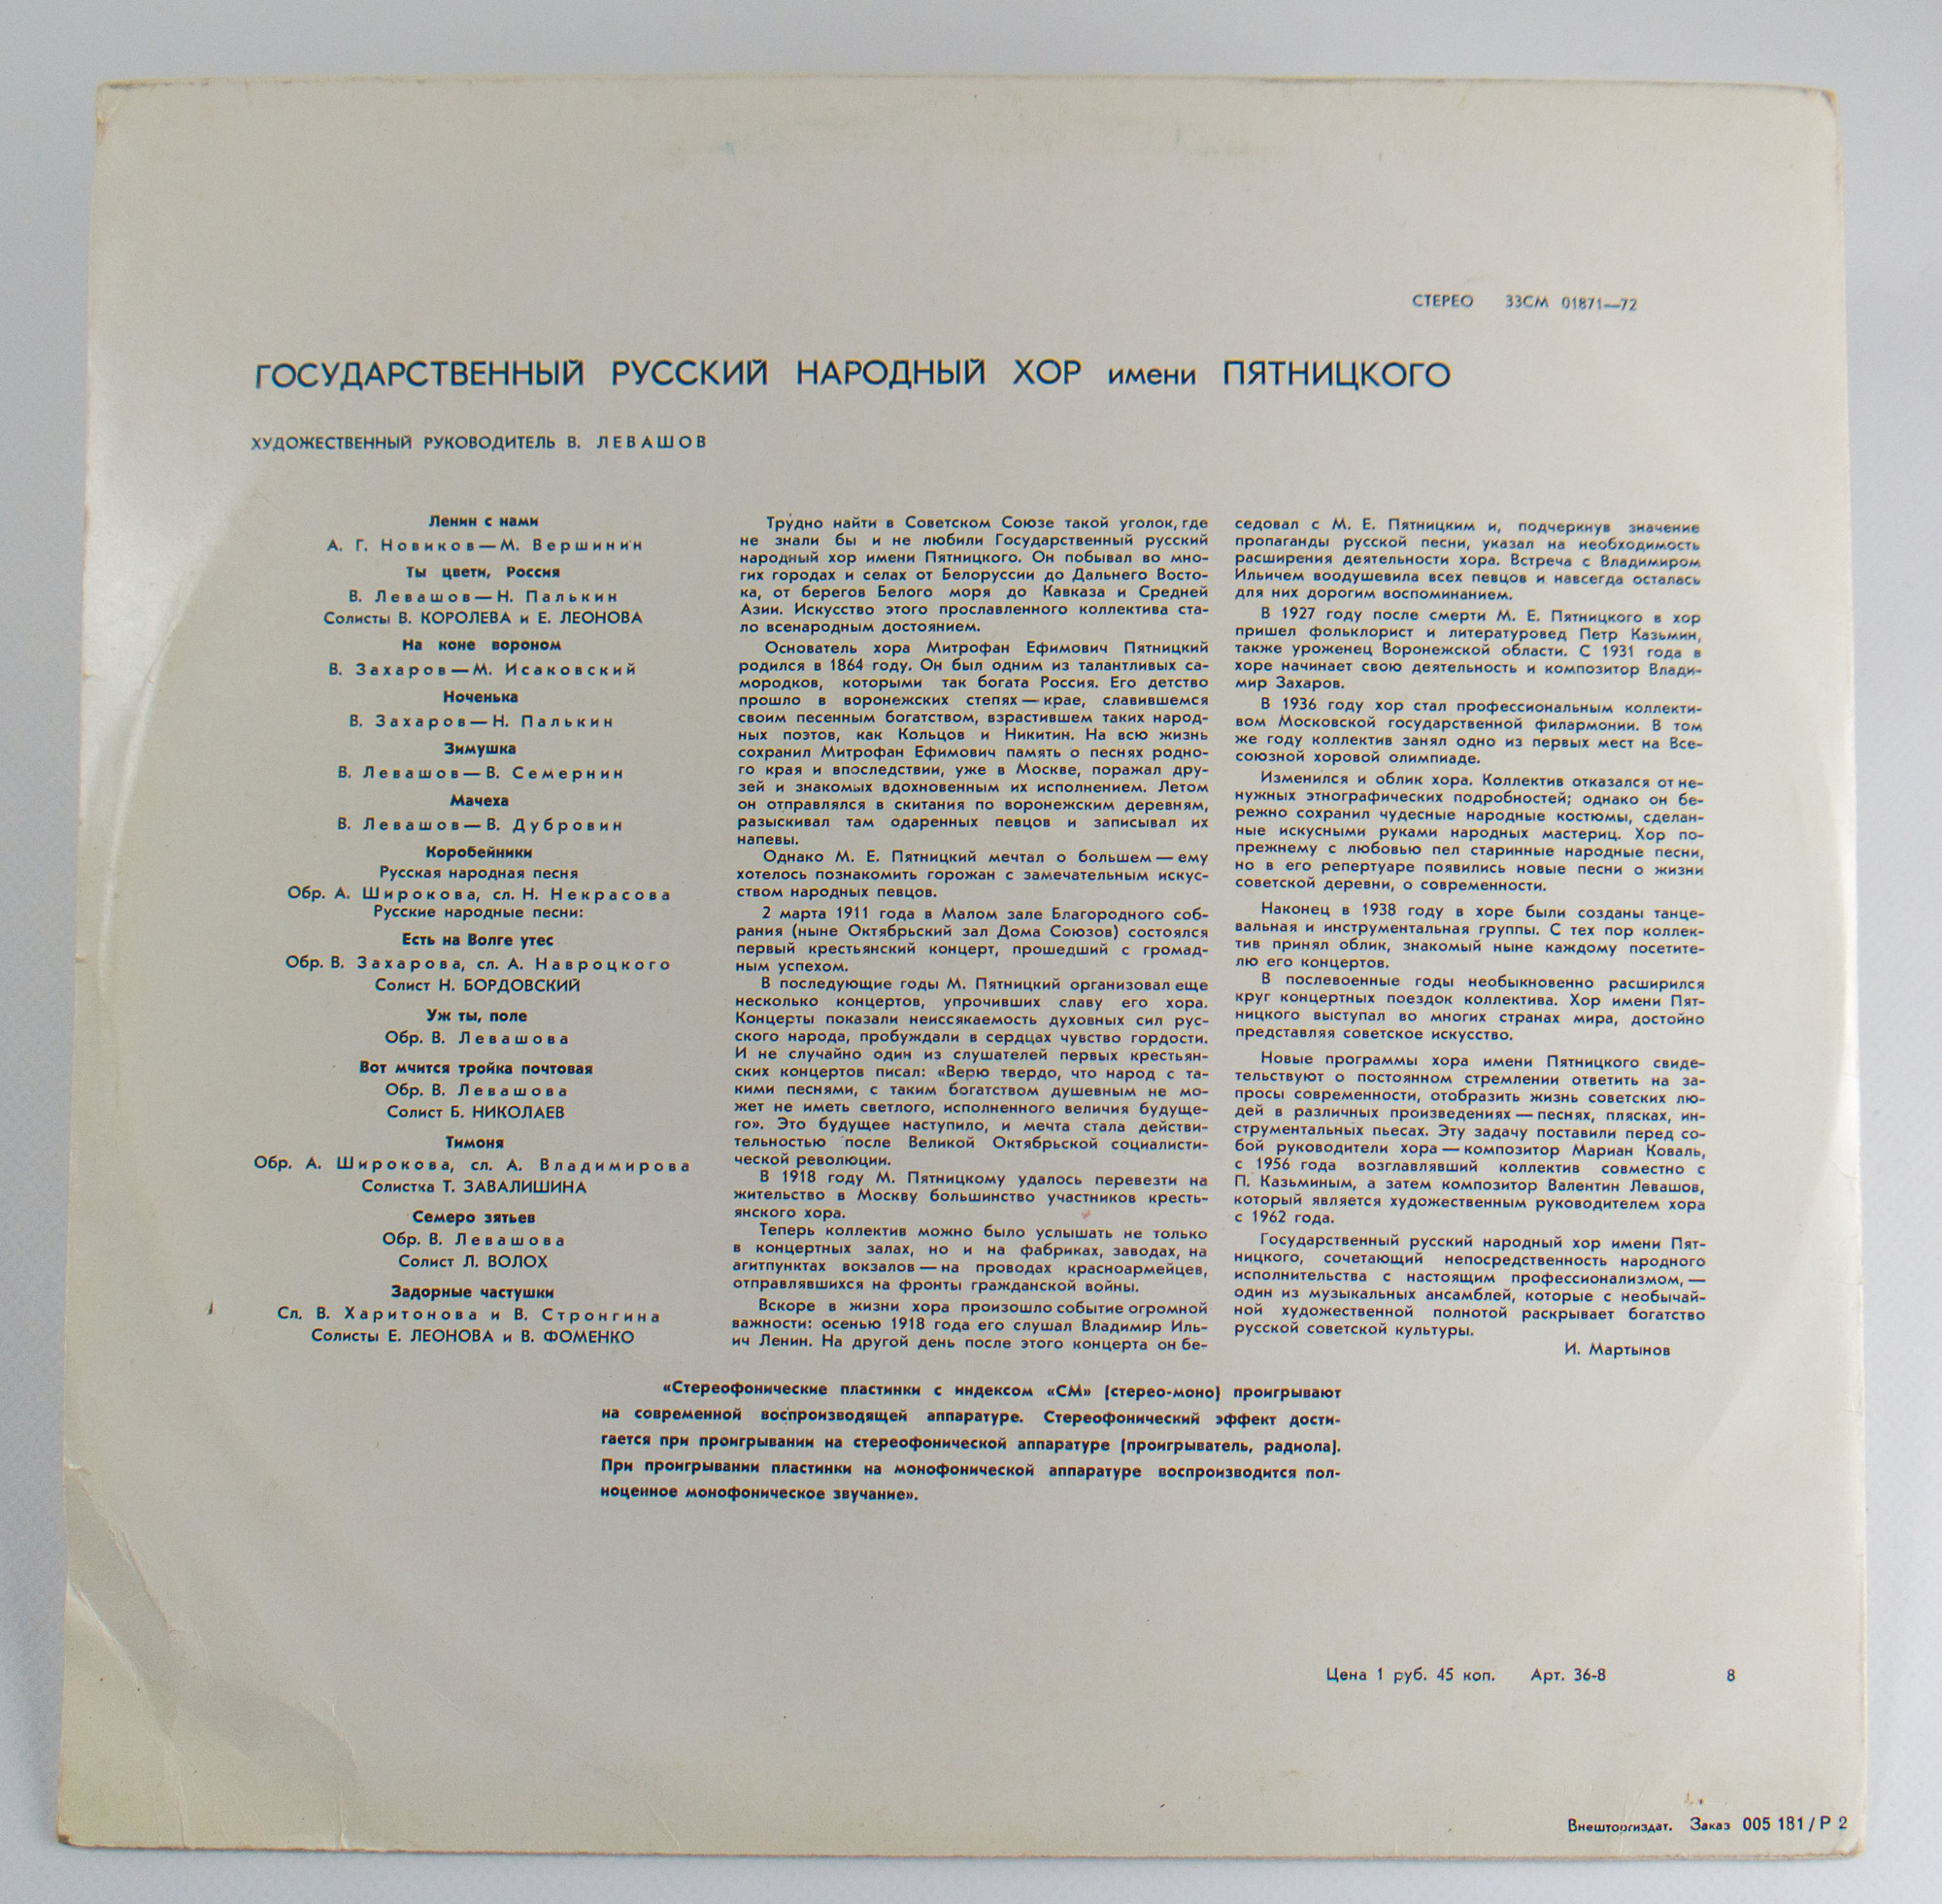 СТЕРЕО 33СМ 01871—72
ГОСУДАРСТВЕННЫЙ РУССКИЙ НАРОДНЫЙ ХОР имени ПЯТНИЦКОГО
ХУДОЖЕСТВЕННЫЙ РУКОВОДИТЕЛЬ В. ЛЕВАШОВ
Ленин с нами
А. Г. Новиков—М. Вершинин
Ты цвети, Россия
В. Левашов—Н. Палькин
Солисты В. КОРОЛЕВА и Е. ЛЕОНОВА
На коне вороном
В. Захаров—М. Исаковский
Ноченька
В. Захаров—Н. Палькин
Зимушка
В. Левашов—В. Семернин
Мачеха
В. Левашов—В. Дубровин
Коробейники
Русская народная песня
Обр. А. Широкова, сл. Н. Некрасова
Русские народные песни:
Есть на Волге утес
Обр. В. Захарова, сл. А. Навроцкого
Солист Н. БОРДОВСКИЙ
Уж ты, поле
Обр. В. Левашова
Вот мчится тройка почтовая
Обр. В. Левашова
Солист Б. НИКОЛАЕВ
Тимоня
Обр. А. Широкова, сл. А. Владимирова
Солистка Т. ЗАВАЛИШИНА
Семеро зятьев
Обр. В. Левашова
Солист Л. ВОЛОХ
Задорные частушки
Сл. В. Харитонова и В. Стронгина
Солисты Е. ЛЕОНОВА и В. ФОМЕНКО
Трудно найти в Советском Союзе такой уголок, где
не знали бы и не любили Государственный русский
народный хор имени Пятницкого. Он побывал во мно-
гих городах и селах от Белоруссии до Дальнего Восто-
ка, от берегов Белого моря до Кавказа и Средней
Азии. Искусство этого прославленного коллектива ста-
ло всенародным достоянием.
Основатель хора Митрофан Ефимович Пятницкий
родился в 1864 году. Он был одним из талантливых са-
мородков, которыми так богата Россия. Его детство
прошло в воронежских степях — крае, славившемся
своим песенным богатством, взрастившем таких народ-
ных поэтов, как Кольцов и Никитин. На всю жизнь
сохранил Митрофан Ефимович память о песнях родно-
го края и впоследствии, уже в Москве, поражал дру-
зей и знакомых вдохновенным их исполнением. Летом
он отправлялся в скитания по воронежским деревням,
разыскивал там одаренных певцов и записывал их
напевы.
Однако М. Е. Пятницкий мечтал о большем — ему
хотелось познакомить горожан с замечательным искус-
ством народных певцов.
2 марта 1911 года в Малом зале Благородного соб-
рания (ныне Октябрьский зал Дома Союзов) состоялся
первый крестьянский концерт, прошедший с громад-
ным успехом.
В последующие годы М. Пятницкий организовал еще
несколько концертов, упрочивших славу его хора.
Концерты показали неиссякаемость духовных сил рус-
ского народа, пробуждали в сердцах чувство гордости.
И не случайно один из слушателей первых крестьян-
ских концертов писал: «Верю твердо, что народ с та-
кими песнями, с таким богатством душевным не мо-
жет не иметь светлого, исполненного величия будуще-
го». Это будущее наступило, и мечта стала действи-
тельностью после Великой Октябрьской социалисти-
ческой революции.
В 1918 году М. Пятницкому удалось перевезти на
жительство в Москву большинство участников кресть-
янского хора.
Теперь коллектив можно было услышать не только
в концертных залах, но и на фабриках, заводах, на
агитпунктах вокзалов — на проводах красноармейцев,
отправлявшихся на фронты гражданской войны.
Вскоре в жизни хора произошло событие огромной
важности: осенью 1918 года его слушал Владимир Иль-
ич Ленин. На другой день после этого концерта он бе-
седовал с М. Е. Пятницким и, подчеркнув значение
пропаганды русской песни, указал на необходимость
расширения деятельности хора. Встреча с Владимиром
Ильичем воодушевила всех певцов и навсегда осталась
для них дорогим воспоминанием.
В 1927 году после смерти М. Е. Пятницкого в хор
пришел фольклорист и литературовед Петр Казьмин,
также уроженец Воронежской области. С 1931 года в
хоре начинает свою деятельность и композитор Влади-
мир Захаров.
В 1936 году хор стал профессиональным коллекти-
вом Московской государственной филармонии. В том
же году коллектив занял одно из первых мест на Все-
союзной хоровой олимпиаде.
Изменился и облик хора. Коллектив отказался от не-
нужных этнографических подробностей; однако он бе-
режно сохранил чудесные народные костюмы, сделан-
ные искусными руками народных мастериц. Хор по-
прежнему с любовью пел старинные народные песни,
но в его репертуаре появились новые песни о жизни
советской деревни, о современности.
Наконец в 1938 году в хоре были созданы танце-
вальная и инструментальная группы. С тех пор коллек-
тив принял облик, знакомый ныне каждому посетите-
лю его концертов.
В послевоенные годы необыкновенно расширился
круг концертных поездок коллектива. Хор имени Пят-
ницкого выступал во многих странах мира, достойно
представляя советское искусство.
Новые программы хора имени Пятницкого свиде-
тельствуют о постоянном стремлении ответить на за-
просы современности, отобразить жизнь советских лю-
дей в различных произведениях — песнях, плясках, ин-
струментальных пьесах. Эту задачу поставили перед со-
бой руководители хора — композитор Мариан Коваль,
с 1956 года возглавлявший коллектив совместно с
П. Казьминым, а затем композитор Валентин Левашов,
который является художественным руководителем хора
с 1962 года.
Государственный русский народный хор имени Пят-
ницкого, сочетающий непосредственность народного
исполнительства с настоящим профессионализмом, —
один из музыкальных ансамблей, которые с необычай-
ной художественной полнотой раскрывает богатство
русской советской культуры.
И. Мартынов
«Стереофонические пластинки с индексом «СМ» (стерео-моно) проигрывают
на современной воспроизводящей аппаратуре. Стереофонический эффект дости-
гается при проигрывании на стереофонической аппаратуре (проигрыватель, радиола).
При проигрывании пластинки на монофонической аппаратуре воспроизводится пол-
ноценное монофоническое звучание».
Цена 1 руб. 45 коп. Арт. 36-8 8
Внешторгиздат. Заказ 005 181/Р 2